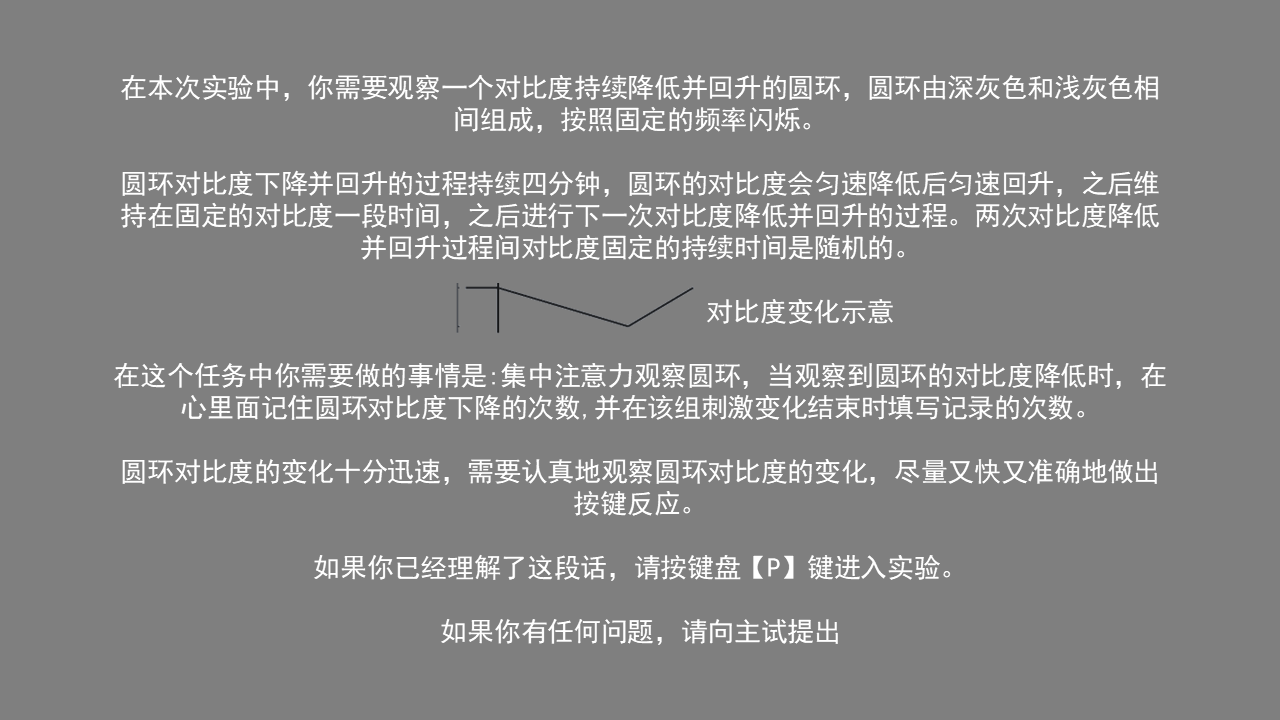 在本次实验中，你需要观察一个对比度持续降低并回升的圆环，圆环由深灰色和浅灰色相
间组成，按照固定的频率闪烁。
圆环对比度下降并回升的过程持续四分钟，圆环的对比度会匀速降低后匀速回升，之后维
持在固定的对比度一段时间，之后进行下一次对比度降低并回升的过程。两次对比度降低
并回升过程间对比度固定的持续时间是随机的。
对比度变化示意
在这个任务中你需要做的事情是:集中注意力观察圆环，当观察到圆环的对比度降低时，在
心里面记住圆环对比度下降的次数,并在该组刺激变化结束时填写记录的次数。
圆环对比度的变化十分迅速，需要认真地观察圆环对比度的变化，尽量又快又准确地做出
按键反应。
如果你已经理解了这段话，请按键盘【P】键进入实验。
如果你有任何问题，请向主试提出